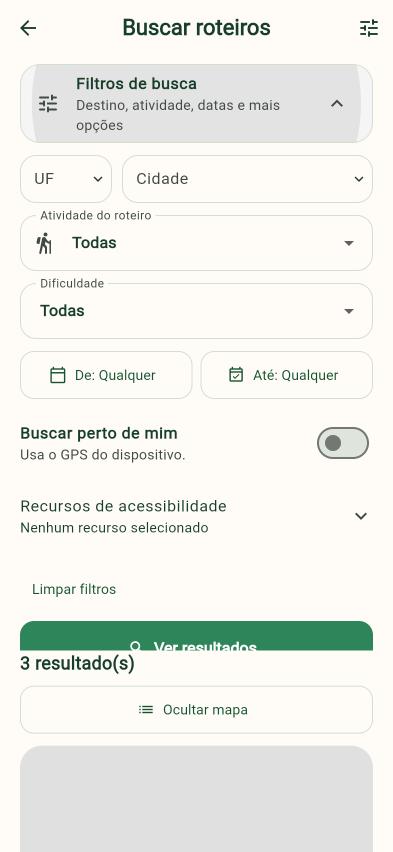 Buscar roteiros
Filtros de busca
Destino, atividade, datas e mais
opções
UF
Cidade
Atividade do roteiro
Todas
Dificuldade
Todas
De: Qualquer
Até: Qualquer
Buscar perto de mim
Usa o GPS do dispositivo.
Recursos de acessibilidade
Nenhum recurso selecionado
Limpar filtros
Ver resultados
3 resultado(s)
Ocultar mapa